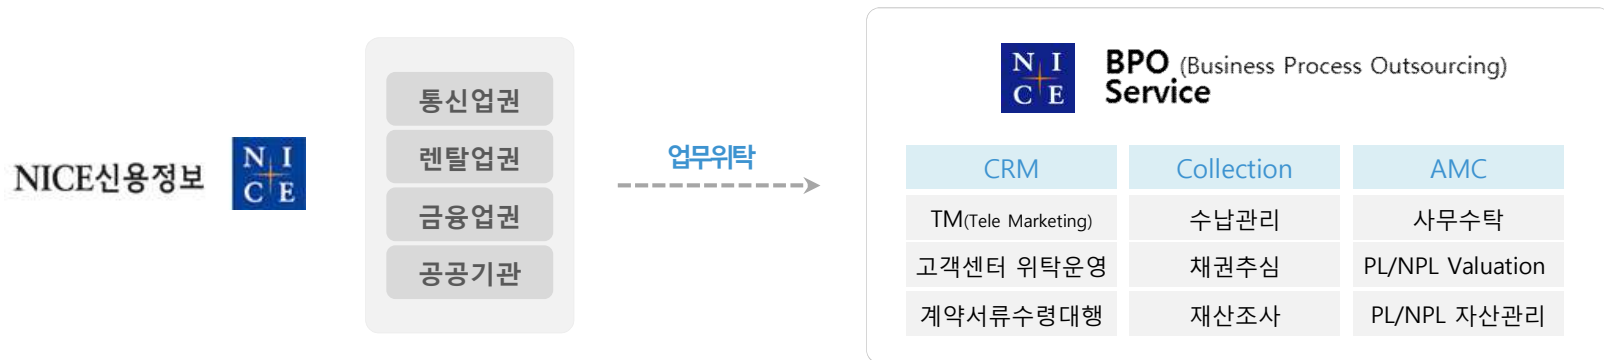 NICE신용정보
N I
C E
통신업권
렌탈업권
금융업권
공공기관
업무위탁
N I
C E
BPO (Business Process Outsourcing)
Service
CRM Collection AMC
TM(Tele Marketing) 수납관리 사무수탁
고객센터 위탁운영 채권추심 PL/NPL Valuation
계약서류수령대행 재산조사 PL/NPL 자산관리